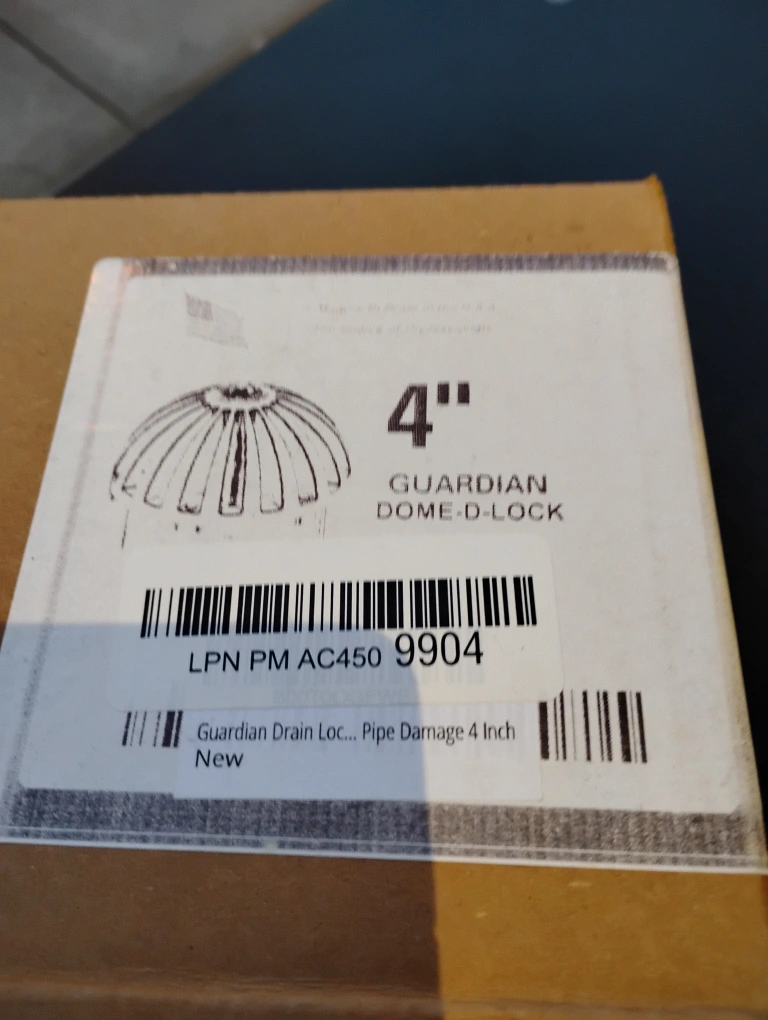 4"
GUARDIAN
DOME-D-LOCK
LPN PM AC450 9904
Guardian Drain Loc... Pipe Damage 4 Inch
New